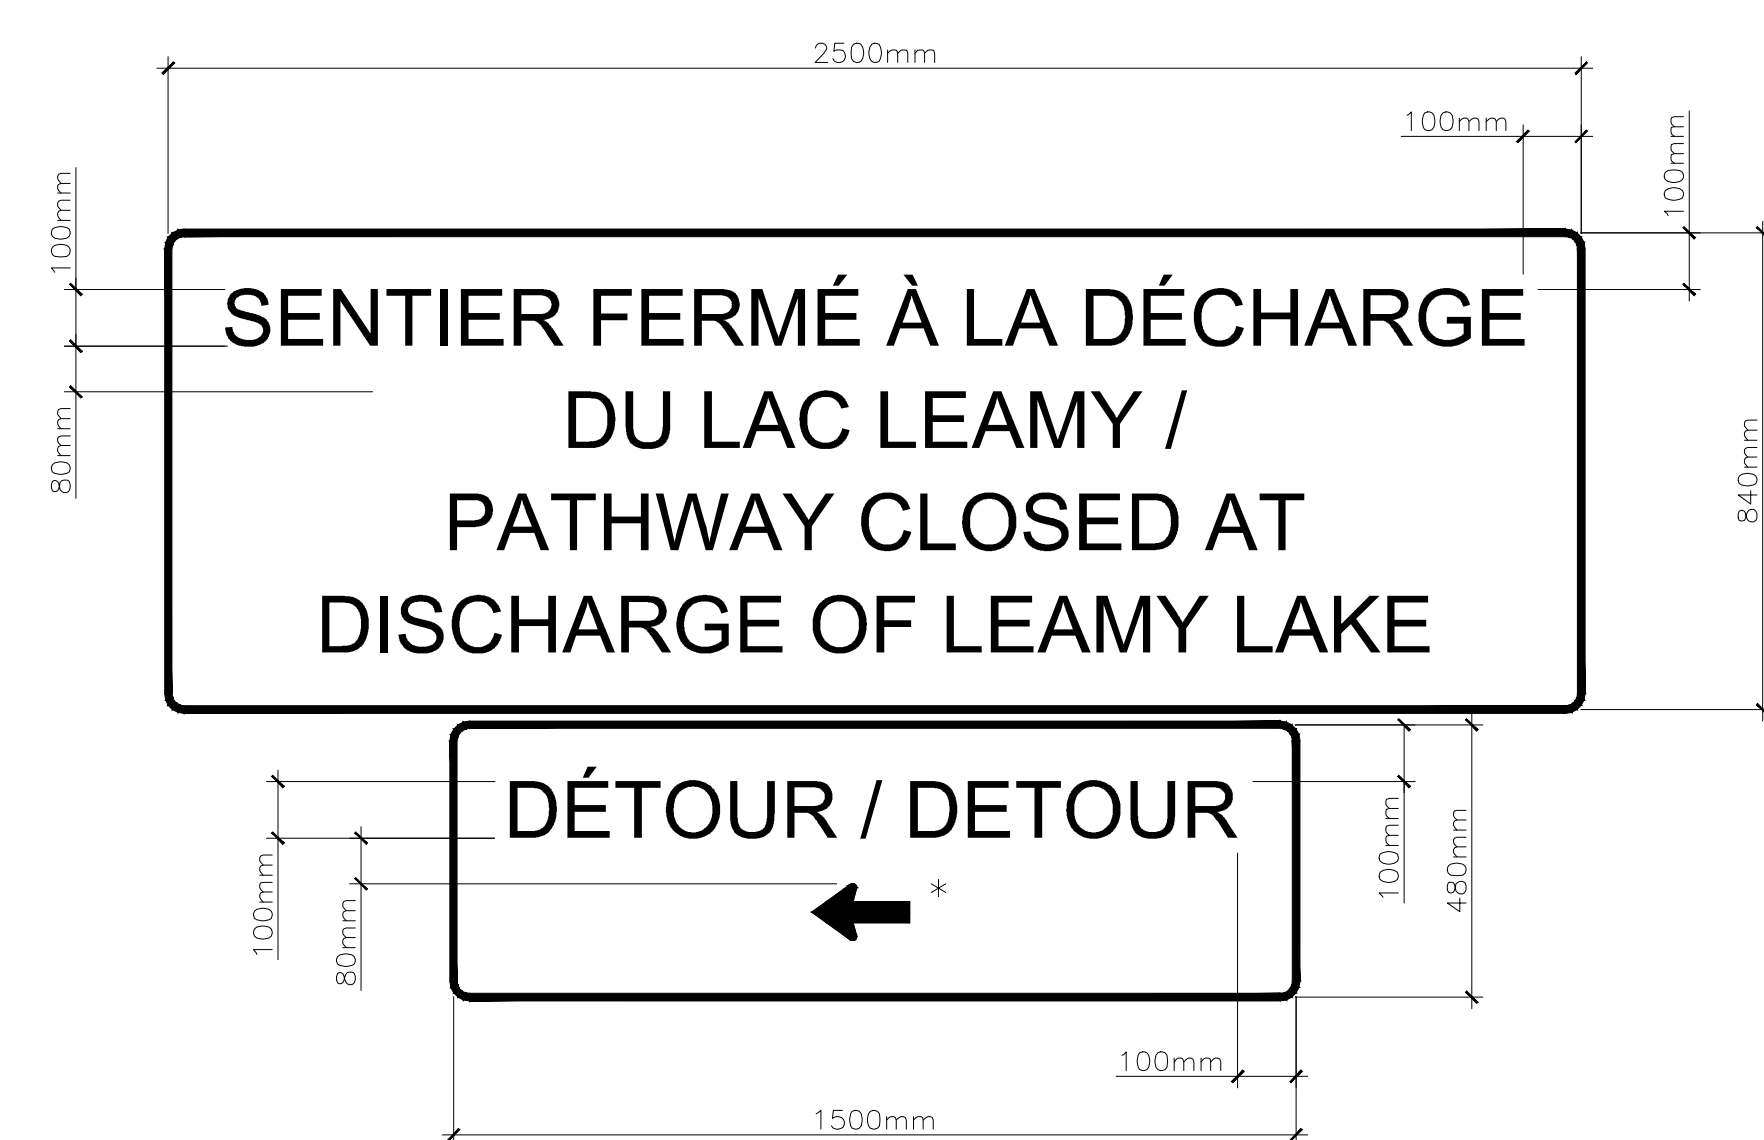 2500mm
100mm
100mm
100mm
SENTIER FERMÉ À LA DÉCHARGE
DU LAC LEAMY /
PATHWAY CLOSED AT
DISCHARGE OF LEAMY LAKE
80mm
840mm
DÉTOUR / DETOUR
*
100mm
80mm
100mm
480mm
100mm
1500mm